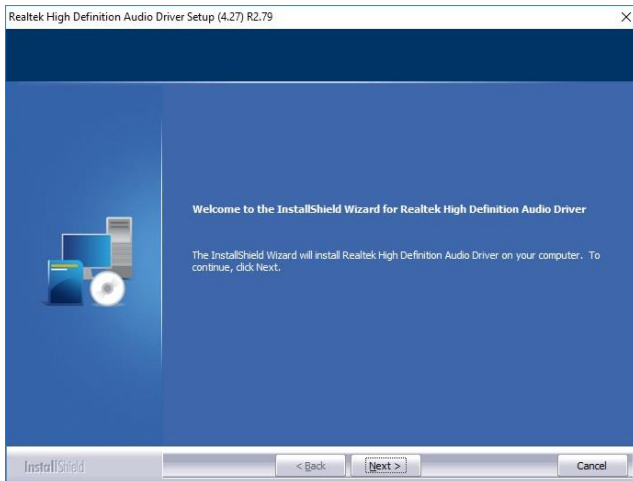 Realtek High Definition Audio Driver Setup (4.27) R2.79
Welcome to the InstallShield Wizard for Realtek High Definition Audio Driver
The InstallShield Wizard will install Realtek High Definition Audio Driver on your computer. To
continue, click Next.
InstallShield
< Back
Next >
Cancel